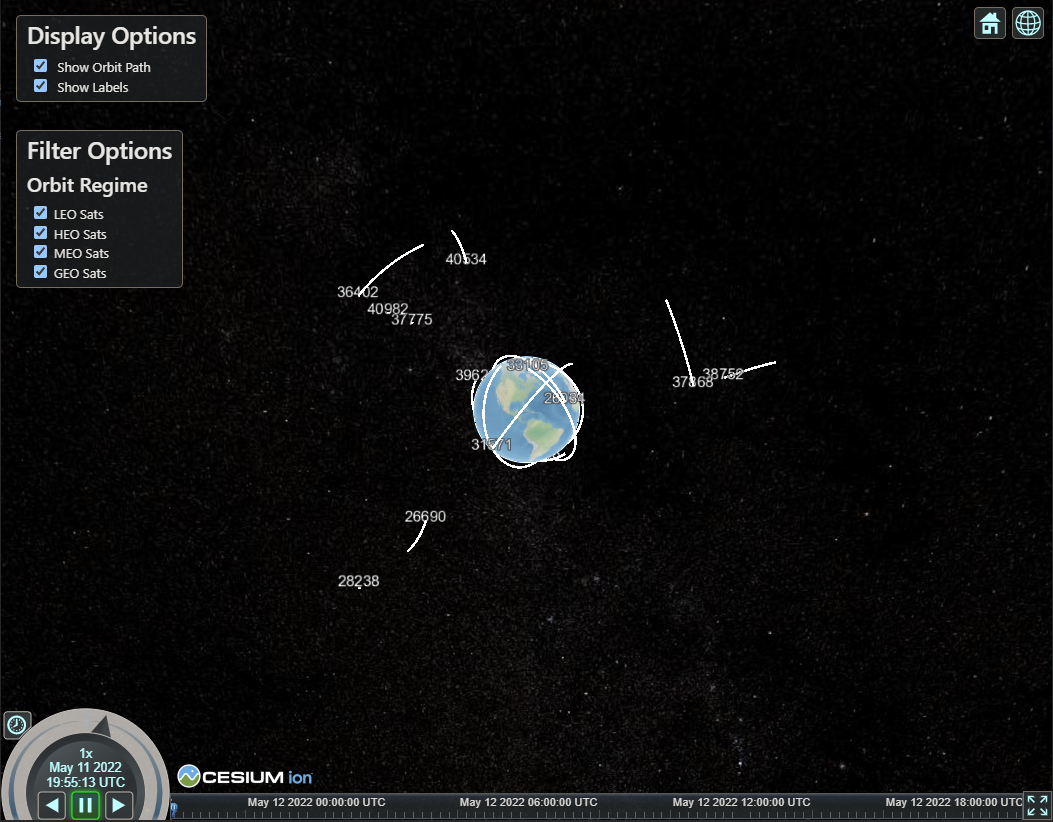 Display Options
Show Orbit Path
Show Labels
Filter Options
Orbit Regime
LEO Sats
HEO Sats
MEO Sats
GEO Sats
40534
36402
40982
37775
33105
38752
37868
31571
26690
28238
1x
May 11 2022
19:55:13 UTC
CESIUM ion
May 12 2022 00:00:00 UTC
May 12 2022 06:00:00 UTC
May 12 2022 12:00:00 UTC
May 12 2022 18:00:00 UTC